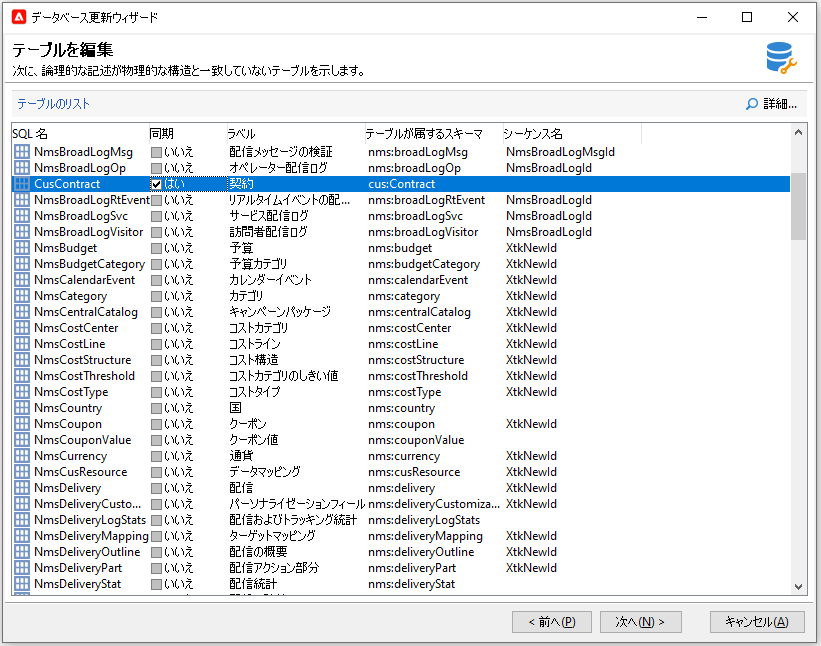 データベース更新ウィザード
テーブルを編集
次に、論理的な記述が物理的な構造と一致していないテーブルを示します。
テーブルのリスト 詳細...
SQL 名 同期 ラベル テーブルが属するスキーマ シーケンス名
NmsBroadLogMsg いいえ 配信メッセージの検証 nms:broadLogMsg NmsBroadLogMsgId
NmsBroadLogOp いいえ オペレーター配信ログ nms:broadLogOp NmsBroadLogId
CusContract はい 契約 cus:Contract
NmsBroadLogRtEvent いいえ リアルタイムイベントの配... nms:broadLogRtEvent NmsBroadLogId
NmsBroadLogSvc いいえ サービス配信ログ nms:broadLogSvc NmsBroadLogId
NmsBroadLogVisitor いいえ 訪問者配信ログ nms:broadLogVisitor NmsBroadLogId
NmsBudget いいえ 予算 nms:budget XtkNewId
NmsBudgetCategory いいえ 予算カテゴリ nms:budgetCategory XtkNewId
NmsCalendarEvent いいえ カレンダーイベント nms:calendarEvent XtkNewId
NmsCategory いいえ カテゴリ nms:category XtkNewId
NmsCentralCatalog いいえ キャンペーンパッケージ nms:centralCatalog XtkNewId
NmsCostCenter いいえ コストカテゴリ nms:costCenter XtkNewId
NmsCostLine いいえ コストライン nms:costLine XtkNewId
NmsCostStructure いいえ コスト構造 nms:costStructure XtkNewId
NmsCostThreshold いいえ コストカテゴリのしきい値 nms:costThreshold XtkNewId
NmsCostType いいえ コストタイプ nms:costType XtkNewId
NmsCountry いいえ 国 nms:country
NmsCoupon いいえ クーポン nms:coupon XtkNewId
NmsCouponValue いいえ クーポン値 nms:couponValue
NmsCurrency いいえ 通貨 nms:currency XtkNewId
NmsCusResource いいえ データマッピング nms:cusResource XtkNewId
NmsDelivery いいえ 配信 nms:delivery XtkNewId
NmsDeliveryCusto... いいえ パーソナライゼーションフィール nms:deliveryCustomiza... XtkNewId
NmsDeliveryLogStats いいえ 配信およびトラッキング統計 nms:deliveryLogStats
NmsDeliveryMapping いいえ ターゲットマッピング nms:deliveryMapping XtkNewId
NmsDeliveryOutline いいえ 配信の概要 nms:deliveryOutline XtkNewId
NmsDeliveryPart いいえ 配信アクション部分 nms:deliveryPart XtkNewId
NmsDeliveryStat いいえ 配信統計 nms:deliveryStat
< 前へ(P) 次へ(N) > キャンセル(A)